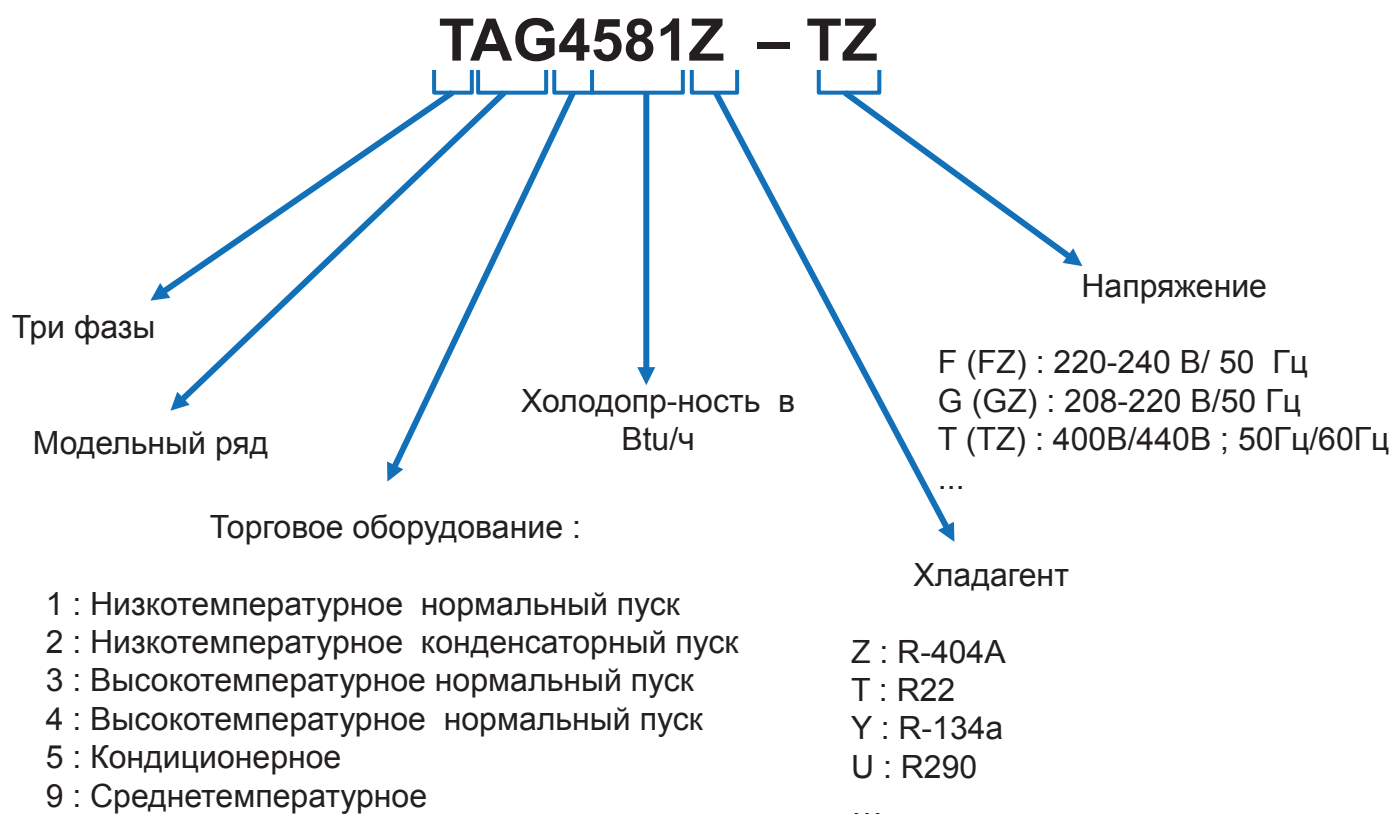 TAG4581Z – TZ
Три фазы
Модельный ряд
Торговое оборудование :
1 : Низкотемпературное нормальный пуск
2 : Низкотемпературное конденсаторный пуск
3 : Высокотемпературное нормальный пуск
4 : Высокотемпературное нормальный пуск
5 : Кондиционерное
9 : Среднетемпературное
Холодопр-ность в
Btu/ч
Хладагент
Z : R-404A
T : R22
Y : R-134a
U : R290
...
Напряжение
F (FZ) : 220-240 В/ 50 Гц
G (GZ) : 208-220 В/50 Гц
T (TZ) : 400В/440В ; 50Гц/60Гц
...